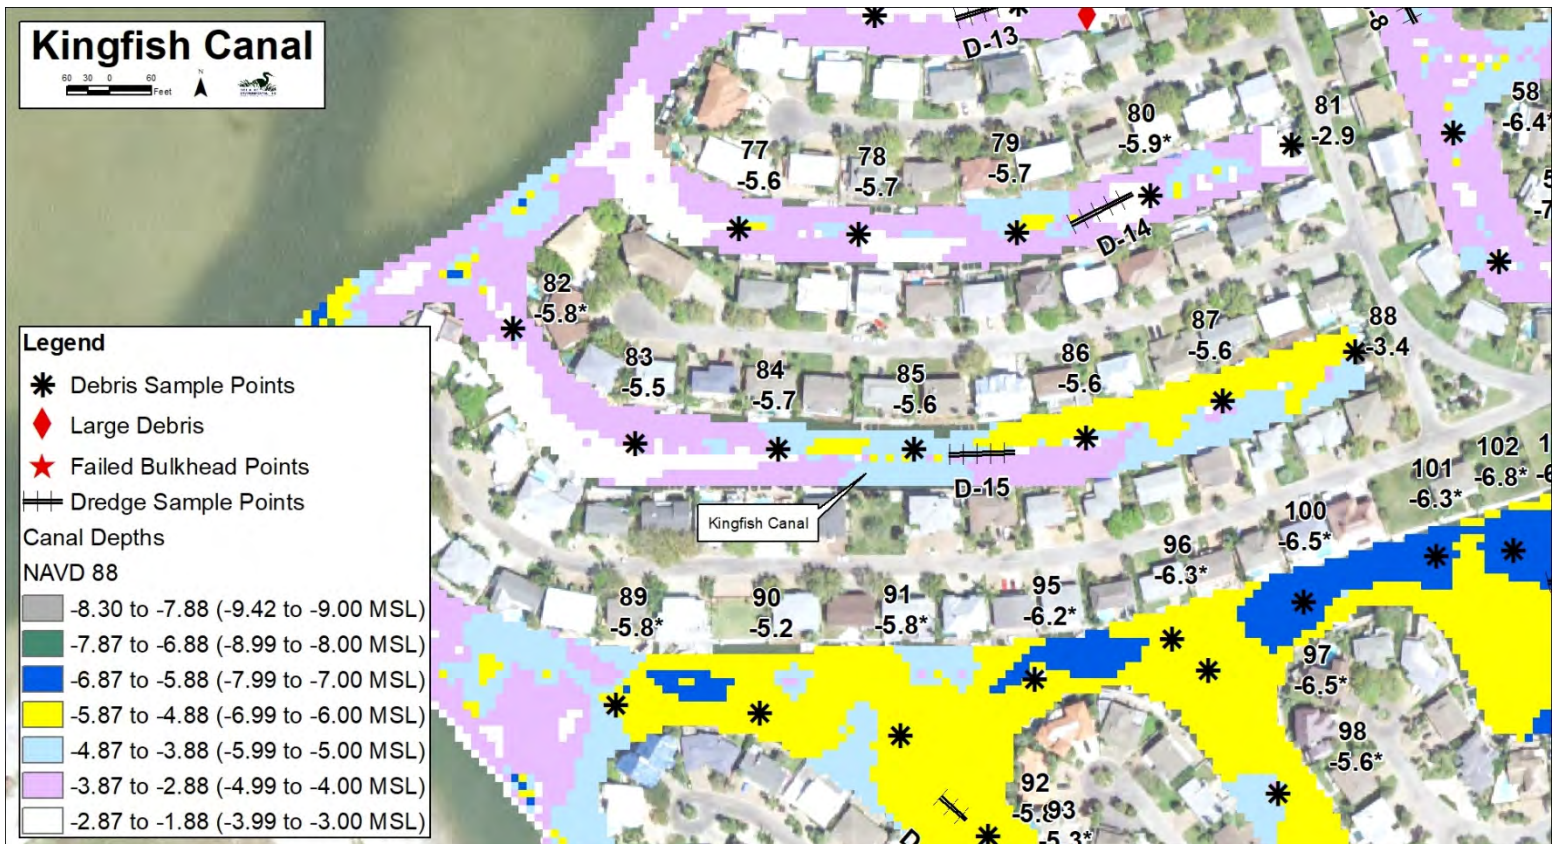 Kingfish Canal
60 30 0 60
Feet
N
Legend
Debris Sample Points
Large Debris
Failed Bulkhead Points
Dredge Sample Points
Canal Depths
NAVD 88
-8.30 to -7.88 (-9.42 to -9.00 MSL)
-7.87 to -6.88 (-8.99 to -8.00 MSL)
-6.87 to -5.88 (-7.99 to -7.00 MSL)
-5.87 to -4.88 (-6.99 to -6.00 MSL)
-4.87 to -3.88 (-5.99 to -5.00 MSL)
-3.87 to -2.88 (-4.99 to -4.00 MSL)
-2.87 to -1.88 (-3.99 to -3.00 MSL)
D-13
-8
58
-6.4*
77
-5.6
78
-5.7
79
-5.7
80
-5.9*
81
-2.9
D-14
82
-5.8*
83
-5.5
84
-5.7
85
-5.6
86
-5.6
87
-5.6
88
-3.4
D-15
Kingfish Canal
89
-5.8*
90
-5.2
91
-5.8*
95
-6.2*
96
-6.3*
100
-6.5*
101
-6.3*
102
-6.8*
97
-6.5*
98
-5.6*
92
-5.8
93
-5.3*